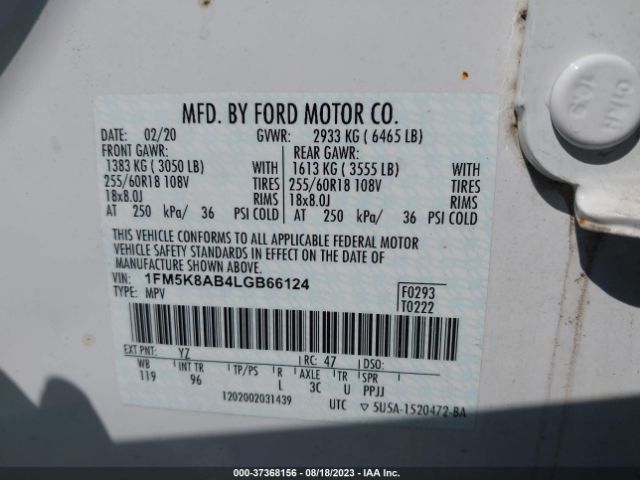 MFD. BY FORD MOTOR CO.
DATE: 02/20 GVWR: 2933 KG ( 6465 LB)
FRONT GAWR: REAR GAWR:
1383 KG ( 3050 LB) WITH 1613 KG ( 3555 LB) WITH
255/60R18 108V TIRES 255/60R18 108V TIRES
18x8.0J RIMS 18x8.0J RIMS
AT 250 kPa/ 36 PSI COLD AT 250 kPa/ 36 PSI COLD
THIS VEHICLE CONFORMS TO ALL APPLICABLE FEDERAL MOTOR
VEHICLE SAFETY STANDARDS IN EFFECT ON THE DATE OF
MANUFACTURE SHOWN ABOVE.
VIN: 1FM5K8AB4LGB66124
TYPE: MPV
F0293
T0222
EXT PNT: YZ RC: 47 DSO:
WB INT TR TP/PS R AXLE TR SPR
119 96 L 3C U PPJJ
1202002031439 UTC ▽ 5U5A-1520472-BA
000-37368156 - 08/18/2023 - IAAI.com